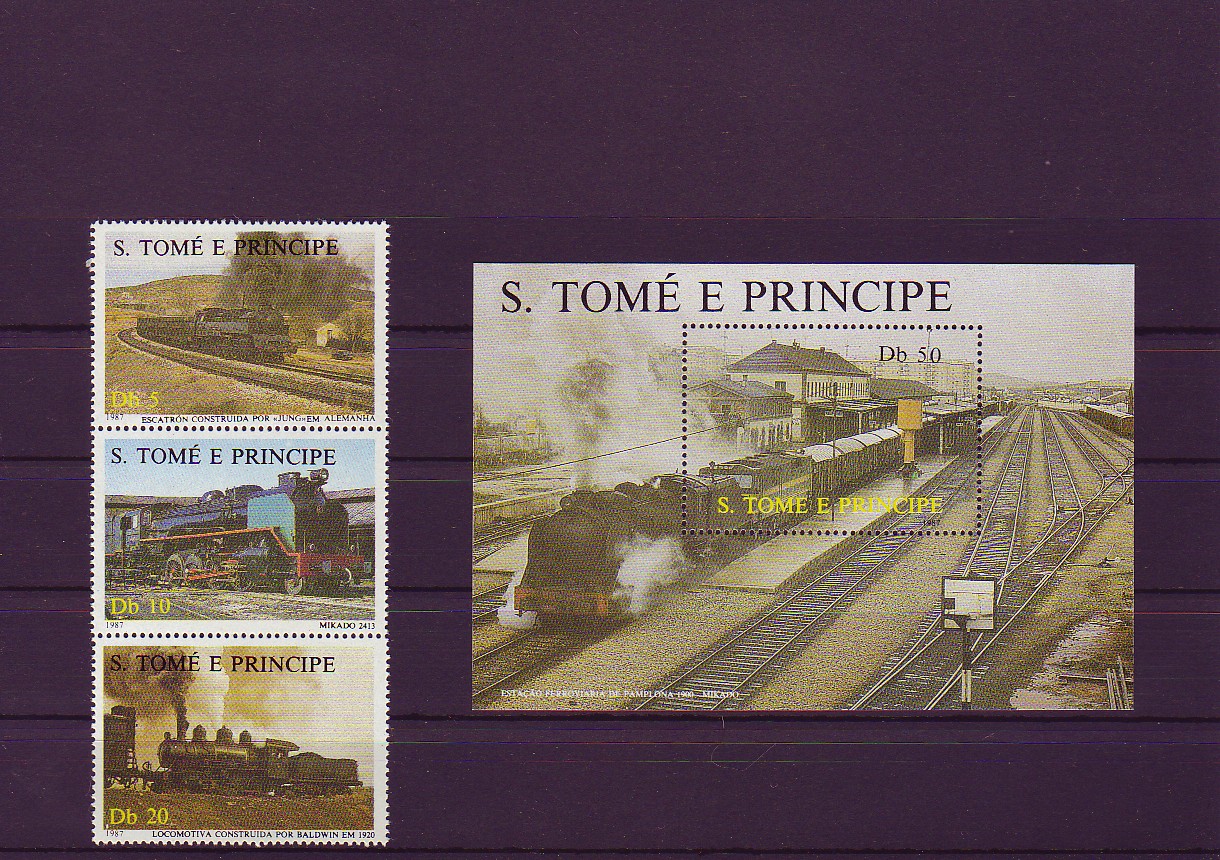 S. TOMÉ E PRINCIPE
Db 5
1987
ESCATRÓN CONSTRUIDA POR «JUNG» EM ALEMANHA
S. TOMÉ E PRINCIPE
Db 10
1987
MIKADO 2413
S. TOMÉ E PRINCIPE
Db 20
1987
LOCOMOTIVA CONSTRUIDA POR BALDWIN EM 1920
S. TOMÉ E PRINCIPE
Db 50
S. TOMÉ E PRINCIPE
1987
ESTAÇÃO FERROVIARIA DE PAMPLONA 1900 - MIKADO